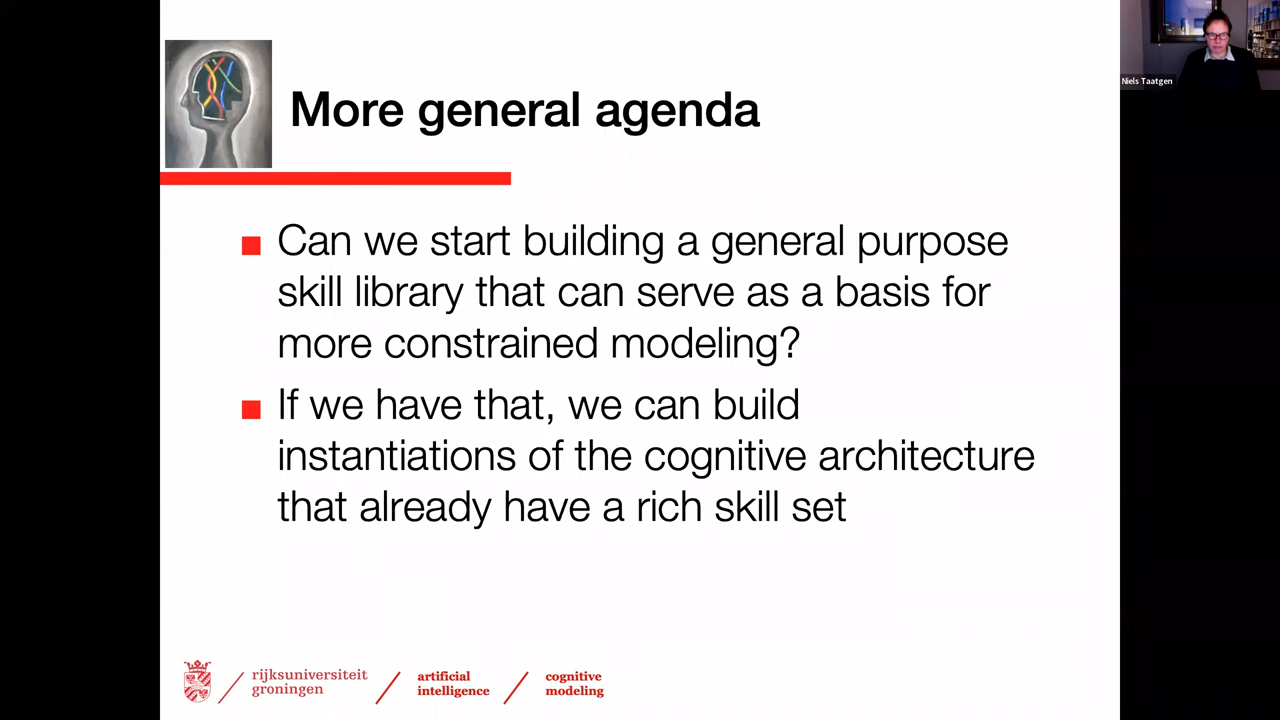 Niels Taatgen
More general agenda
Can we start building a general purpose
skill library that can serve as a basis for
more constrained modeling?
If we have that, we can build
instantiations of the cognitive architecture
that already have a rich skill set
rijksuniversiteit
groningen
artificial
intelligence
cognitive
modeling